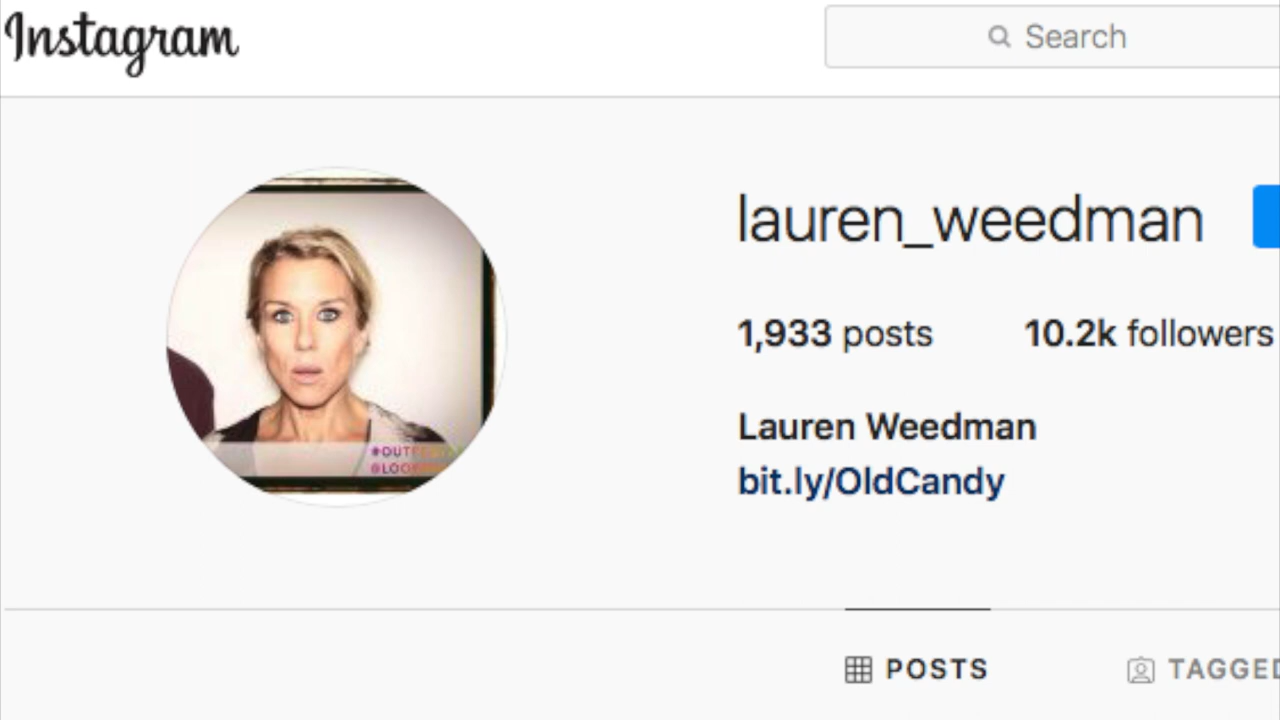 Instagram
Search
lauren_weedman
1,933 posts 10.2k followers
Lauren Weedman
bit.ly/OldCandy
POSTS TAGGED